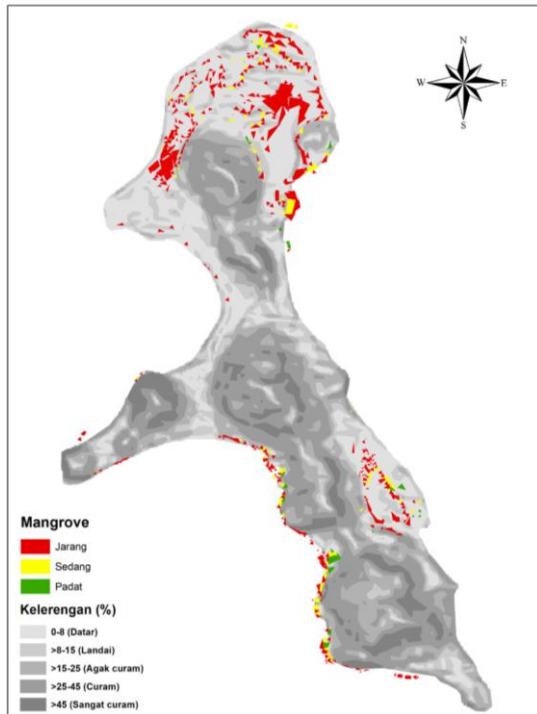 N
W E
S
Mangrove
Jarang
Sedang
Padat
Kelerengan (%)
0-8 (Datar)
>8-15 (Landai)
>15-25 (Agak curam)
>25-45 (Curam)
>45 (Sangat curam)